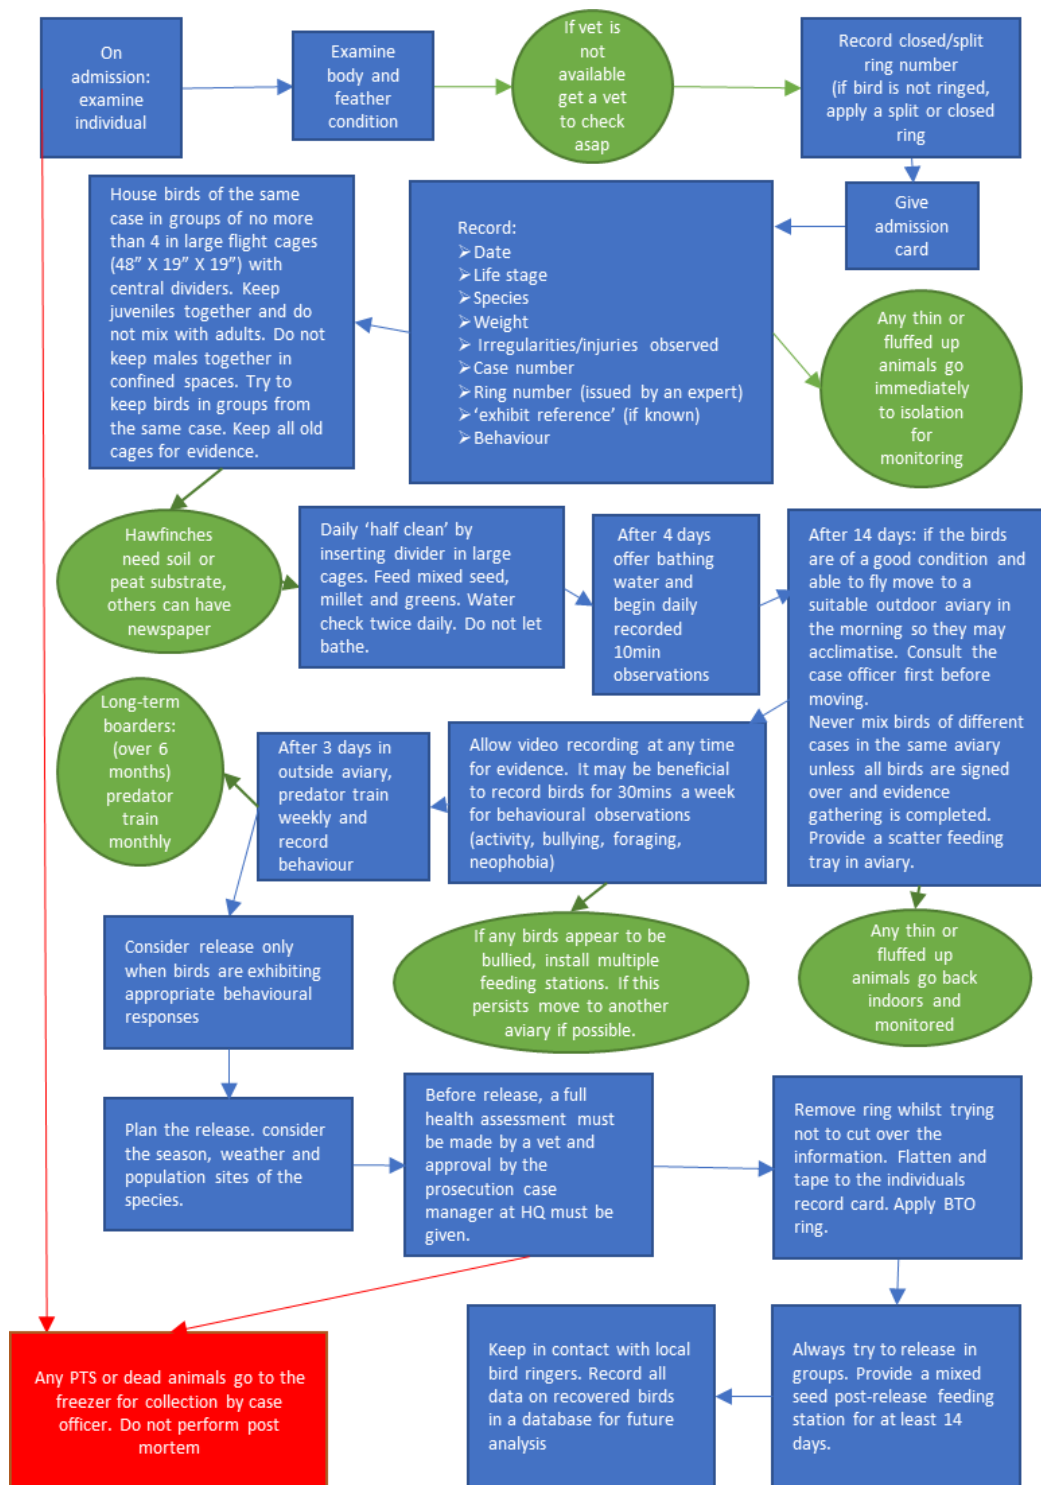 On
admission:
examine
individual
Examine
body and
feather
condition
If vet is
not
available
get a vet
to check
asap
Record closed/split
ring number
(if bird is not ringed,
apply a split or closed
ring
Give
admission
card
Record:
➤Date
➤Life stage
➤Species
➤Weight
➤ Irregularities/injuries observed
➤Case number
➤Ring number (issued by an expert)
➤‘exhibit reference’ (if known)
➤Behaviour
Any thin or
fluffed up
animals go
immediately
to isolation
for
monitoring
House birds of the same
case in groups of no more
than 4 in large flight cages
(48” X 19” X 19”) with
central dividers. Keep
juveniles together and do
not mix with adults. Do not
keep males together in
confined spaces. Try to
keep birds in groups from
the same case. Keep all old
cages for evidence.
Hawfinches
need soil or
peat substrate,
others can have
newspaper
Daily ‘half clean’ by
inserting divider in large
cages. Feed mixed seed,
millet and greens. Water
check twice daily. Do not let
bathe.
After 4 days
offer bathing
water and
begin daily
recorded
10min
observations
After 14 days: if the birds
are of a good condition and
able to fly move to a
suitable outdoor aviary in
the morning so they may
acclimatise. Consult the
case officer first before
moving.
Never mix birds of different
cases in the same aviary
unless all birds are signed
over and evidence
gathering is completed.
Provide a scatter feeding
tray in aviary.
Any thin or
fluffed up
animals go back
indoors and
monitored
Allow video recording at any time
for evidence. It may be beneficial
to record birds for 30mins a week
for behavioural observations
(activity, bullying, foraging,
neophobia)
If any birds appear to be
bullied, install multiple
feeding stations. If this
persists move to another
aviary if possible.
After 3 days in
outside aviary,
predator train
weekly and
record
behaviour
Long-term
boarders:
(over 6
months)
predator
train
monthly
Consider release only
when birds are exhibiting
appropriate behavioural
responses
Plan the release. consider
the season, weather and
population sites of the
species.
Before release, a full
health assessment must
be made by a vet and
approval by the
prosecution case
manager at HQ must be
given.
Remove ring whilst trying
not to cut over the
information. Flatten and
tape to the individuals
record card. Apply BTO
ring.
Always try to release in
groups. Provide a mixed
seed post-release feeding
station for at least 14
days.
Keep in contact with local
bird ringers. Record all
data on recovered birds
in a database for future
analysis
Any PTS or dead animals go to the
freezer for collection by case
officer. Do not perform post
mortem